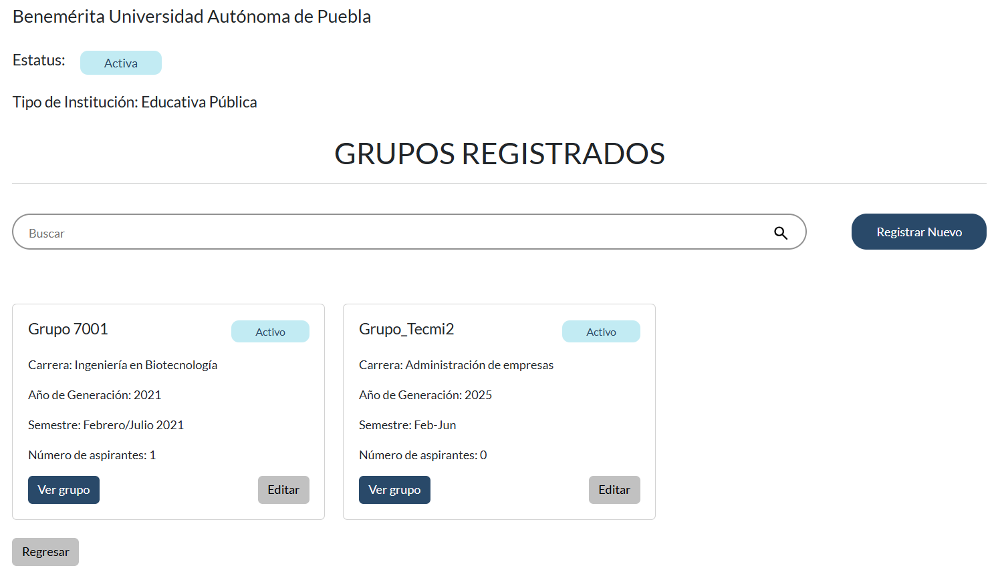 Benemérita Universidad Autónoma de Puebla
Estatus: Activa
Tipo de Institución: Educativa Pública
GRUPOS REGISTRADOS
Buscar
Registrar Nuevo
Grupo 7001
Activo
Carrera: Ingeniería en Biotecnología
Año de Generación: 2021
Semestre: Febrero/Julio 2021
Número de aspirantes: 1
Ver grupo
Editar
Grupo_Tecmi2
Activo
Carrera: Administración de empresas
Año de Generación: 2025
Semestre: Feb-Jun
Número de aspirantes: 0
Ver grupo
Editar
Regresar